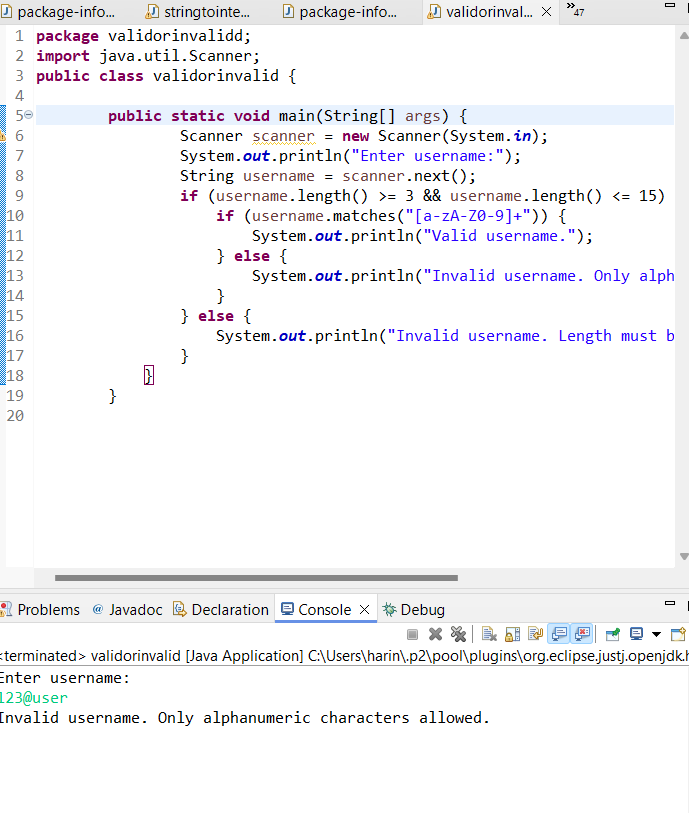 package-info... stringtointe... package-info... validorinval... 47
1 package validorinvalidd;
2 import java.util.Scanner;
3 public class validorinvalid {
4
5 public static void main(String[] args) {
6 Scanner scanner = new Scanner(System.in);
7 System.out.println("Enter username:");
8 String username = scanner.next();
9 if (username.length() >= 3 && username.length() <= 15)
10 if (username.matches("[a-zA-Z0-9]+")) {
11 System.out.println("Valid username.");
12 } else {
13 System.out.println("Invalid username. Only alph
14 }
15 } else {
16 System.out.println("Invalid username. Length must b
17 }
18 }
19 }
20
Problems @ Javadoc Declaration Console Debug
<terminated> validorinvalid [Java Application] C:\Users\harin\.p2\pool\plugins\org.eclipse.justj.openjdk.h
Enter username:
123@user
Invalid username. Only alphanumeric characters allowed.